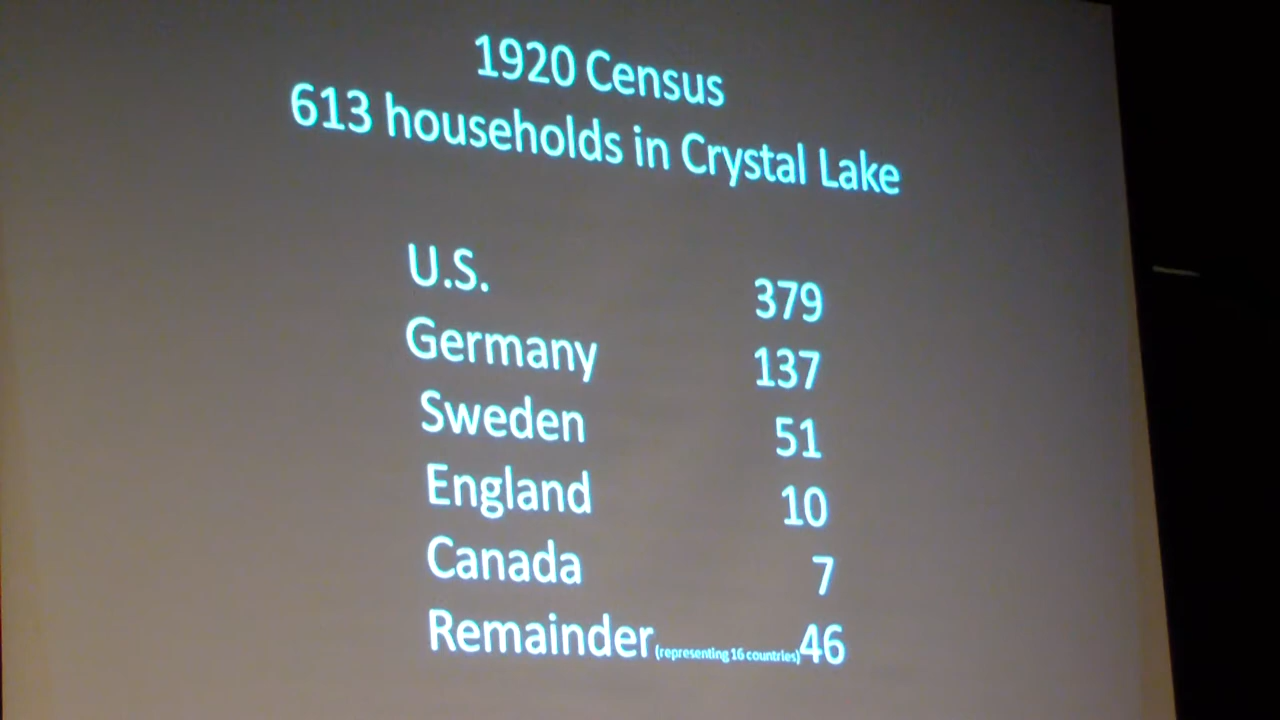 1920 Census
613 households in Crystal Lake
U.S. 379
Germany 137
Sweden 51
England 10
Canada 7
Remainder (representing 16 countries) 46